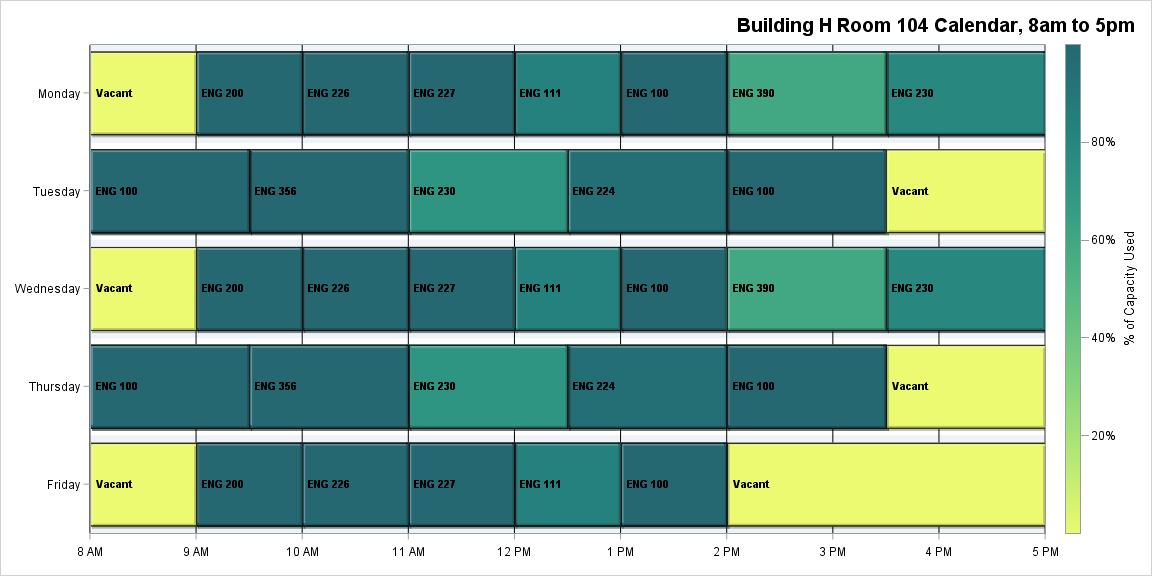 Building H Room 104 Calendar, 8am to 5pm
Monday
Vacant
ENG 200
ENG 226
ENG 227
ENG 111
ENG 100
ENG 390
ENG 230
Tuesday
ENG 100
ENG 356
ENG 230
ENG 224
ENG 100
Vacant
Wednesday
Vacant
ENG 200
ENG 226
ENG 227
ENG 111
ENG 100
ENG 390
ENG 230
Thursday
ENG 100
ENG 356
ENG 230
ENG 224
ENG 100
Vacant
Friday
Vacant
ENG 200
ENG 226
ENG 227
ENG 111
ENG 100
Vacant
8 AM
9 AM
10 AM
11 AM
12 PM
1 PM
2 PM
3 PM
4 PM
5 PM
80%
60%
40%
20%
% of Capacity Used